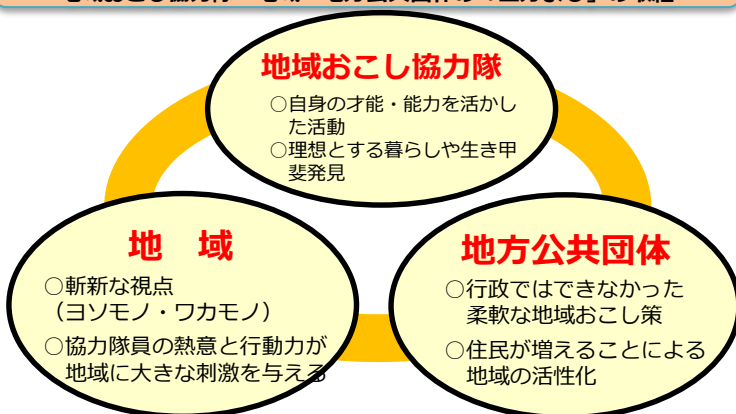 地域おこし協力隊
○自身の才能・能力を活かし
た活動
○理想とする暮らしや生き甲
斐発見
地　域
○斬新な視点
（ヨソモノ・ワカモノ）
○協力隊員の熱意と行動力が
地域に大きな刺激を与える
地方公共団体
○行政ではできなかった
柔軟な地域おこし策
○住民が増えることによる
地域の活性化